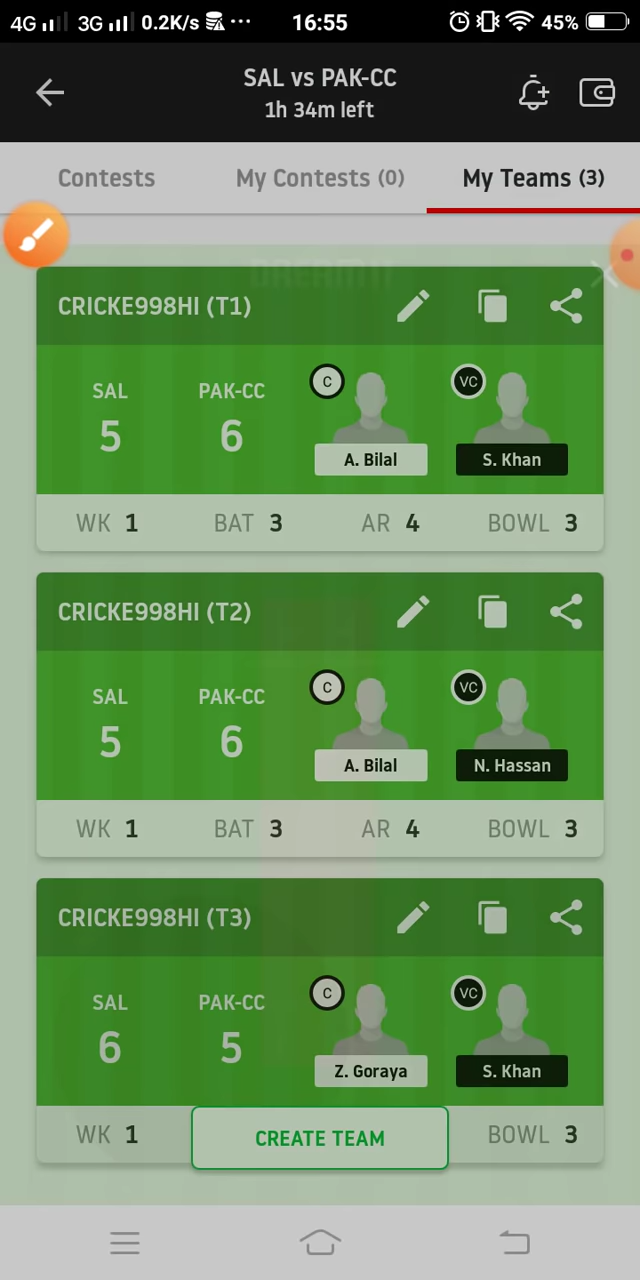 4G 3G 0.2K/s 16:55 45%
SAL vs PAK-CC
1h 34m left
Contests My Contests (0) My Teams (3)
DREAM11
CRICKE998HI (T1)
SAL PAK-CC C VC
5 6
A. Bilal S. Khan
WK 1 BAT 3 AR 4 BOWL 3
CRICKE998HI (T2)
SAL PAK-CC C VC
5 6
A. Bilal N. Hassan
WK 1 BAT 3 AR 4 BOWL 3
CRICKE998HI (T3)
SAL PAK-CC C VC
6 5
Z. Goraya S. Khan
WK 1 BOWL 3
CREATE TEAM